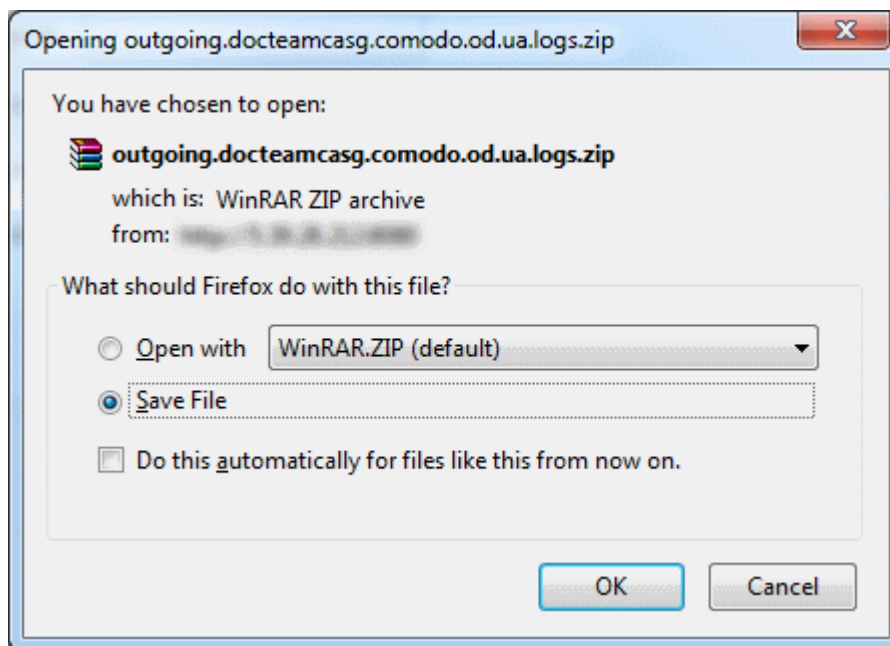 Opening outgoing.docteamcasg.comodo.od.ua.logs.zip
You have chosen to open:
outgoing.docteamcasg.comodo.od.ua.logs.zip
which is: WinRAR ZIP archive
from:
What should Firefox do with this file?
Open with WinRAR.ZIP (default)
Save File
Do this automatically for files like this from now on.
OK Cancel